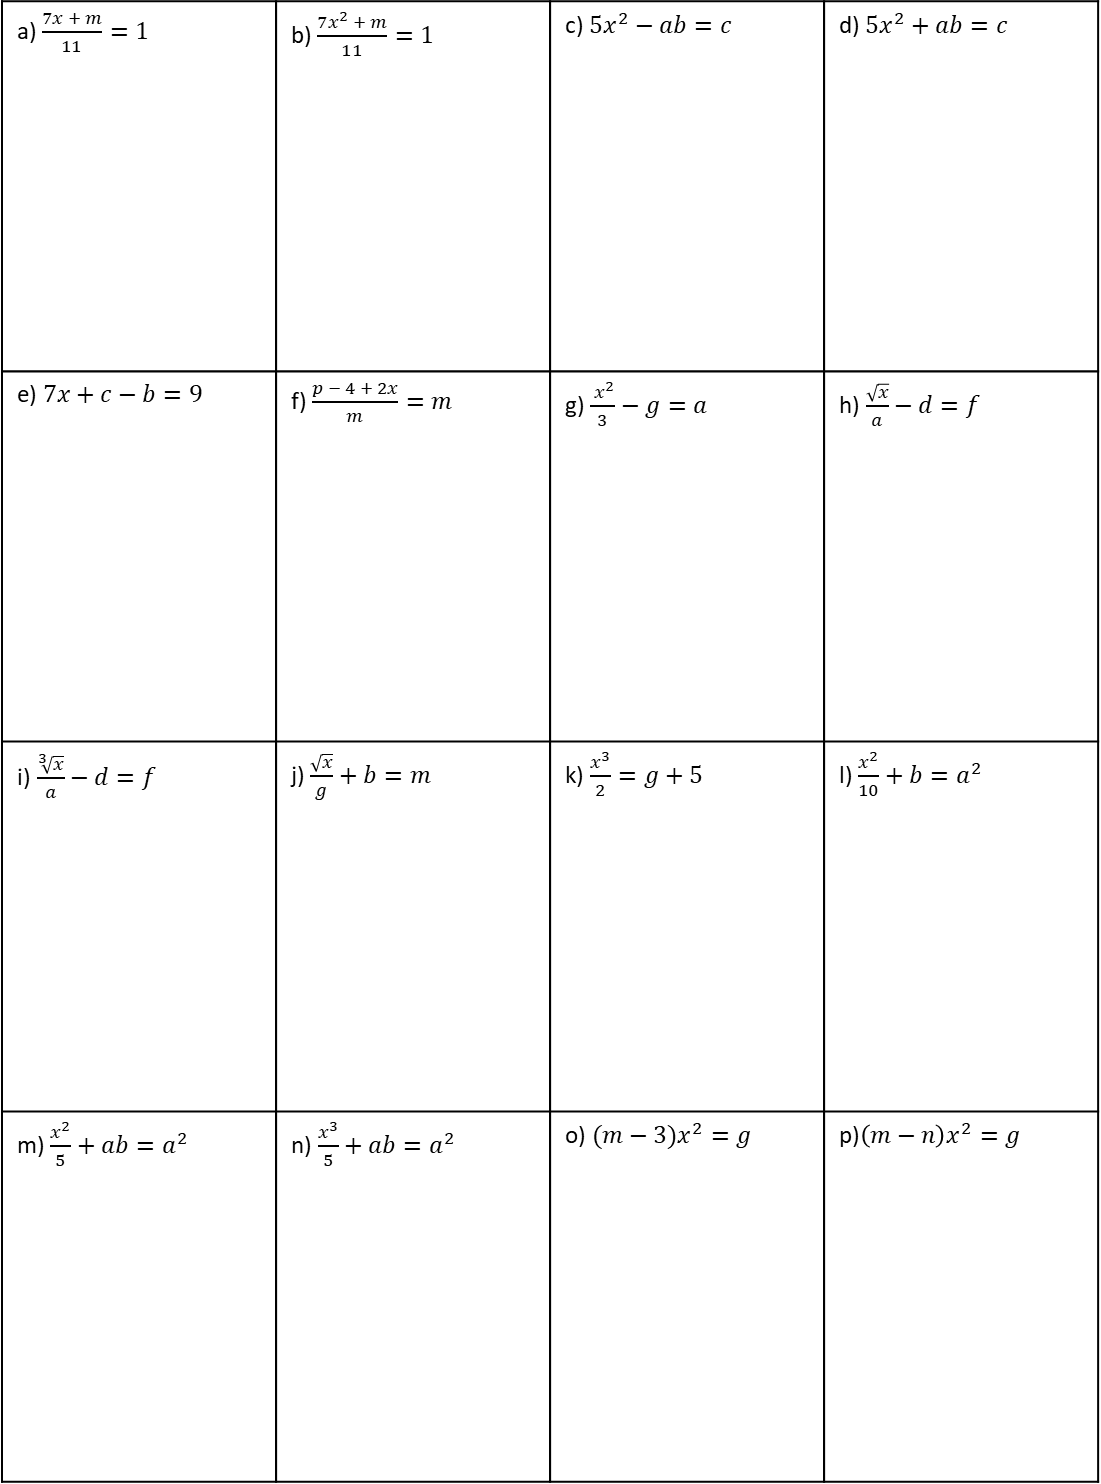 a) (7x + m)/11 = 1
b) (7x² + m)/11 = 1
c) 5x² − ab = c
d) 5x² + ab = c
e) 7x + c − b = 9
f) (p − 4 + 2x)/m = m
g) x²/3 − g = a
h) √x/a − d = f
i) ∛x/a − d = f
j) √x/g + b = m
k) x³/2 = g + 5
l) x²/10 + b = a²
m) x²/5 + ab = a²
n) x³/5 + ab = a²
o) (m − 3)x² = g
p)(m − n)x² = g